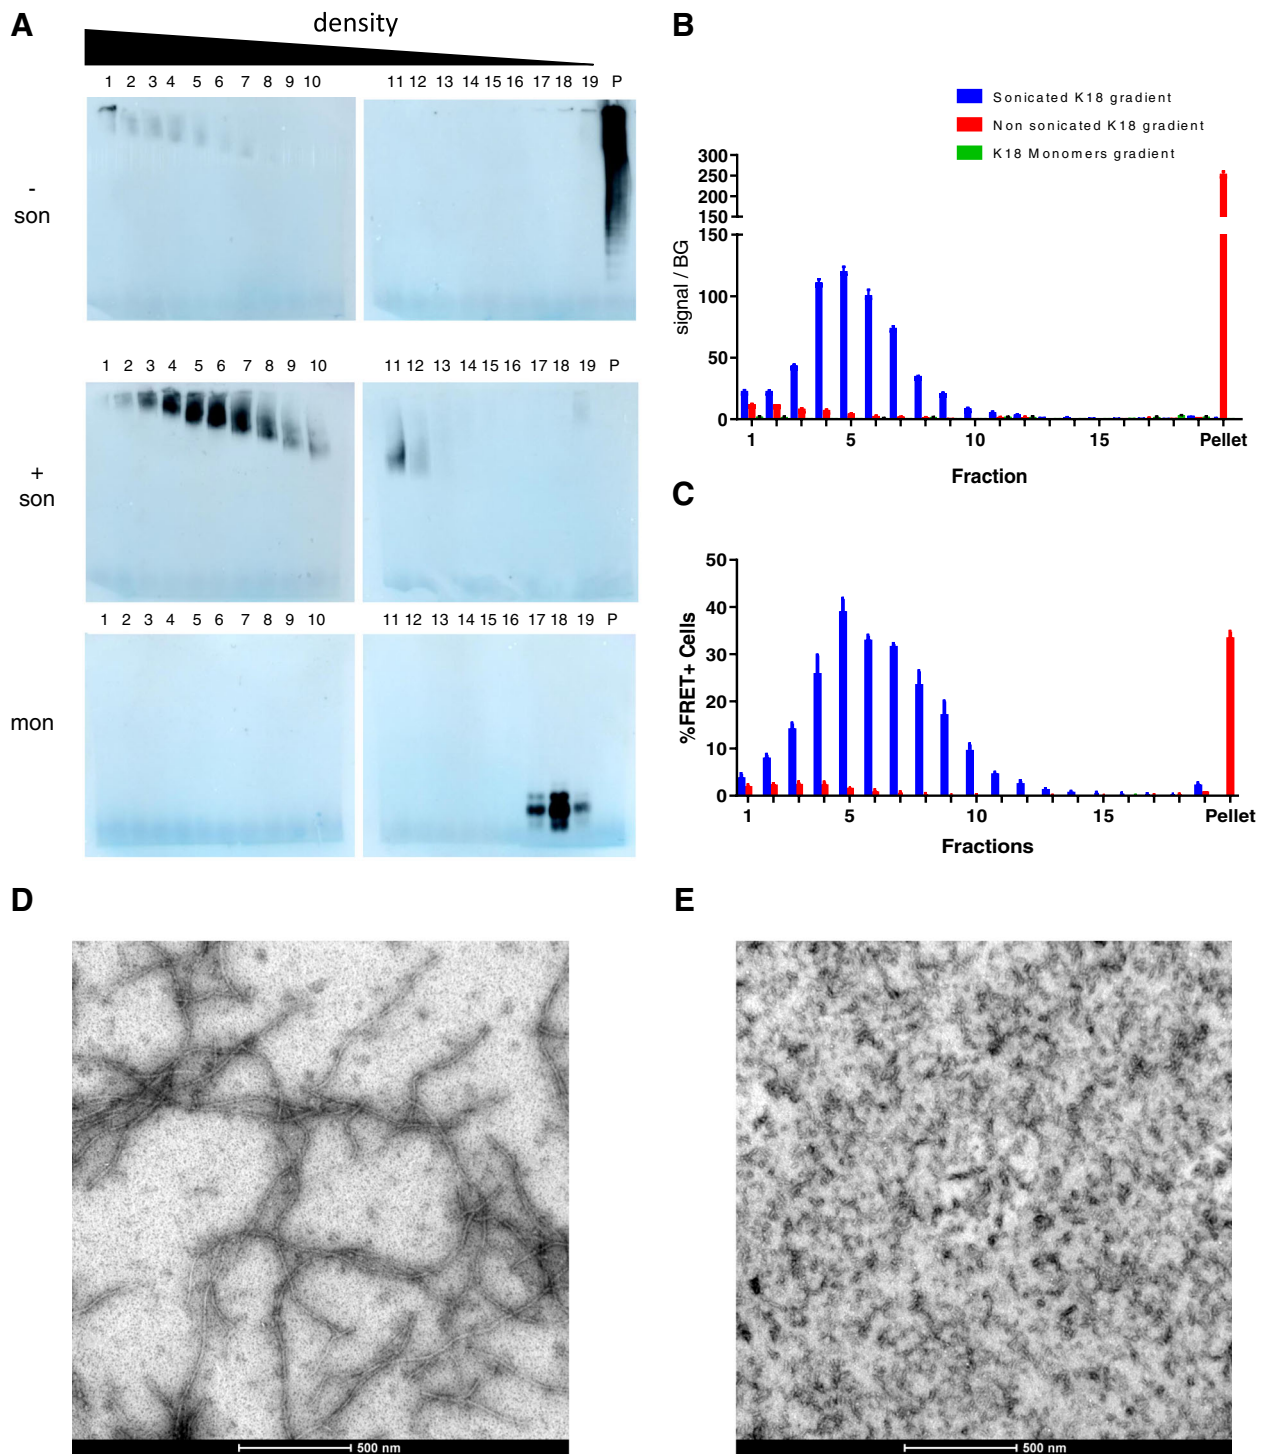 A
density
1 2 3 4 5 6 7 8 9 10 11 12 13 14 15 16 17 18 19 P
-
son
1 2 3 4 5 6 7 8 9 10 11 12 13 14 15 16 17 18 19 P
+
son
1 2 3 4 5 6 7 8 9 10 11 12 13 14 15 16 17 18 19 P
mon
B
Sonicated K18 gradient
Non sonicated K18 gradient
K18 Monomers gradient
300
250
200
150
150
100
50
0
signal / BG
1 5 10 15 Pellet
Fraction
C
50
40
30
20
10
0
%FRET+ Cells
1 5 10 15 Pellet
Fractions
D
500 nm
E
500 nm